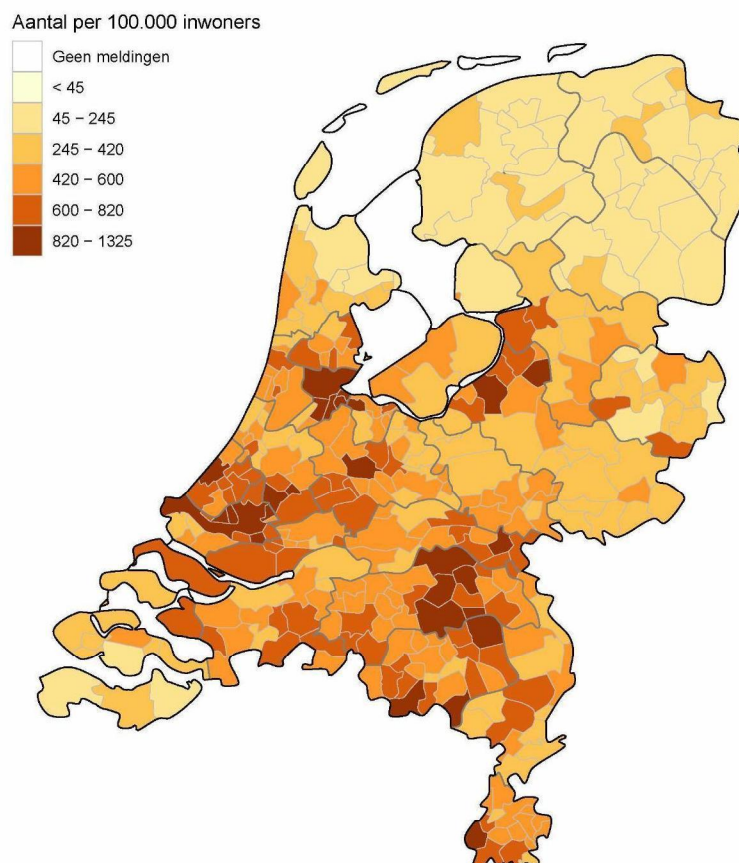 Aantal per 100.000 inwoners
Geen meldingen
< 45
45 – 245
245 – 420
420 – 600
600 – 820
820 – 1325